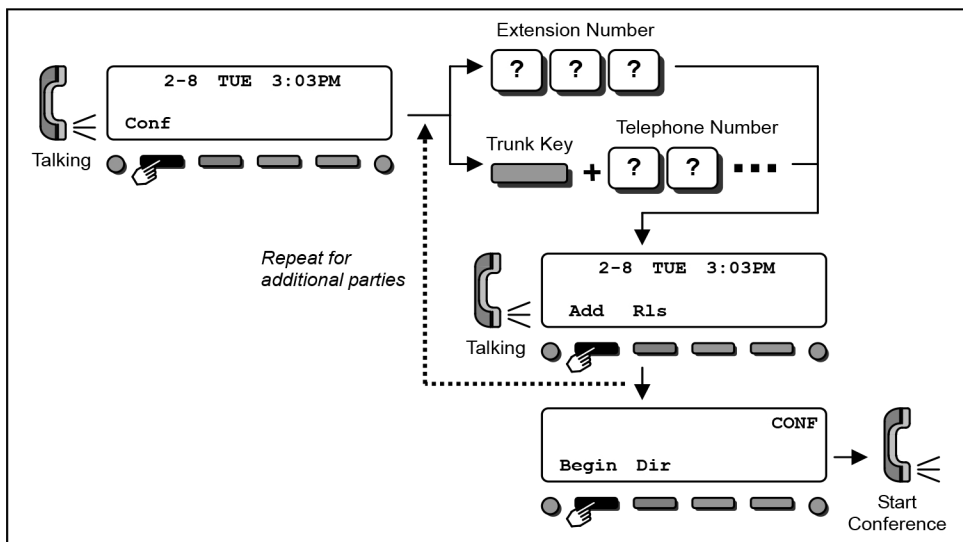 Extension Number
? ? ?
2-8 TUE 3:03PM
Conf
Talking
Trunk Key
Telephone Number
+ ? ? ...
Repeat for
additional parties
2-8 TUE 3:03PM
Add Rls
Talking
CONF
Begin Dir
Start
Conference